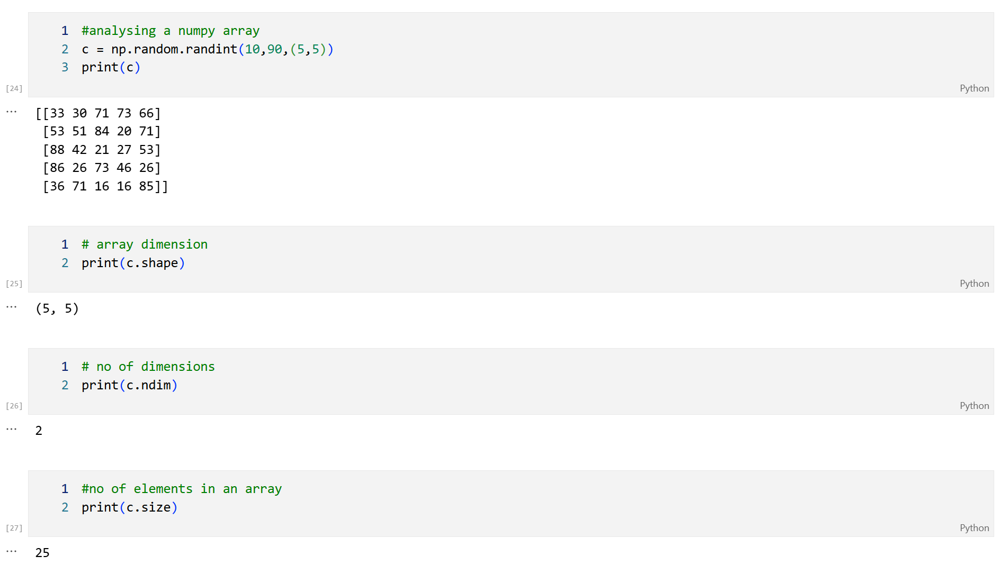 1 #analysing a numpy array
2 c = np.random.randint(10,90,(5,5))
3 print(c)
[24]
Python
... [[33 30 71 73 66]
[53 51 84 20 71]
[88 42 21 27 53]
[86 26 73 46 26]
[36 71 16 16 85]]
1 # array dimension
2 print(c.shape)
[25]
Python
... (5, 5)
1 # no of dimensions
2 print(c.ndim)
[26]
Python
... 2
1 #no of elements in an array
2 print(c.size)
[27]
Python
... 25